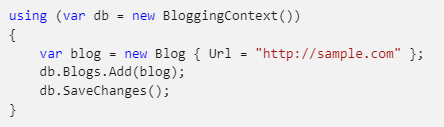 using (var db = new BloggingContext())
{
    var blog = new Blog { Url = "http://sample.com" };
    db.Blogs.Add(blog);
    db.SaveChanges();
}